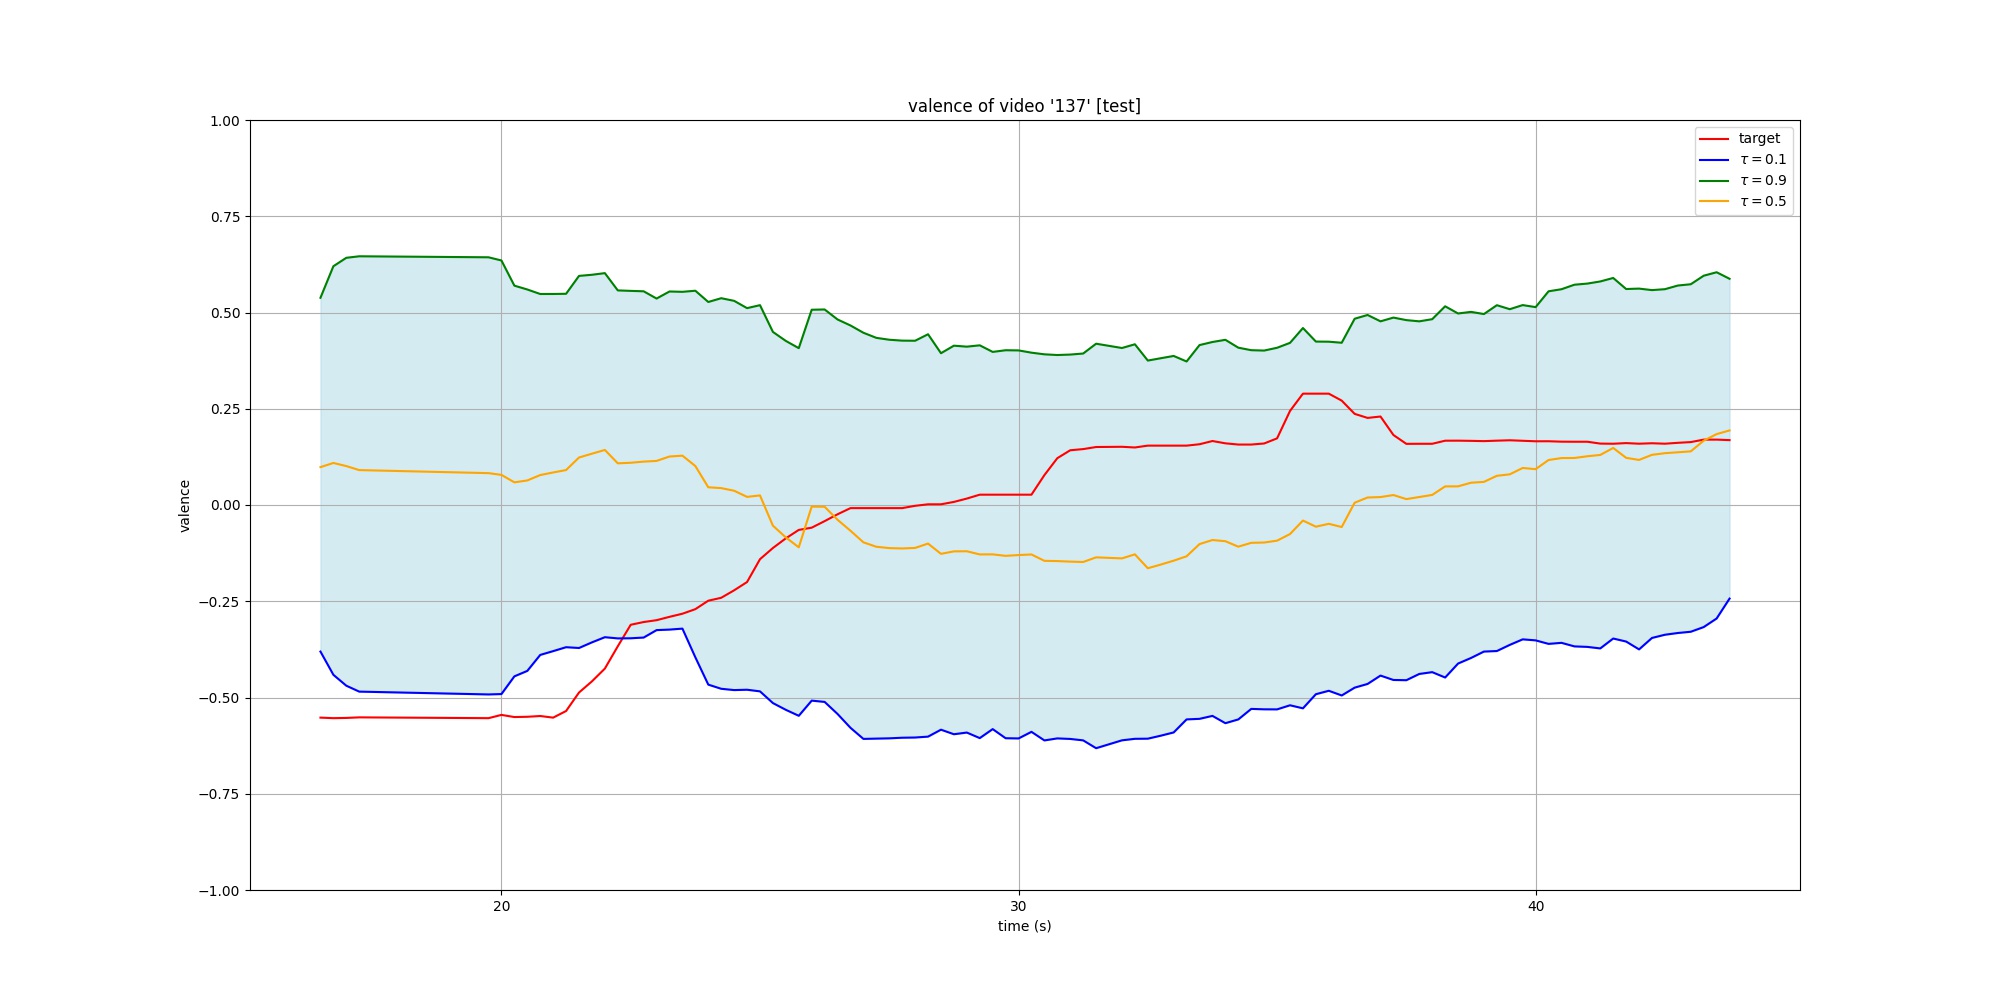 valence of video '137' [test]
1.00
0.75
0.50
0.25
0.00
−0.25
−0.50
−0.75
−1.00
valence
20 30 40
time (s)
target
τ = 0.1
τ = 0.9
τ = 0.5